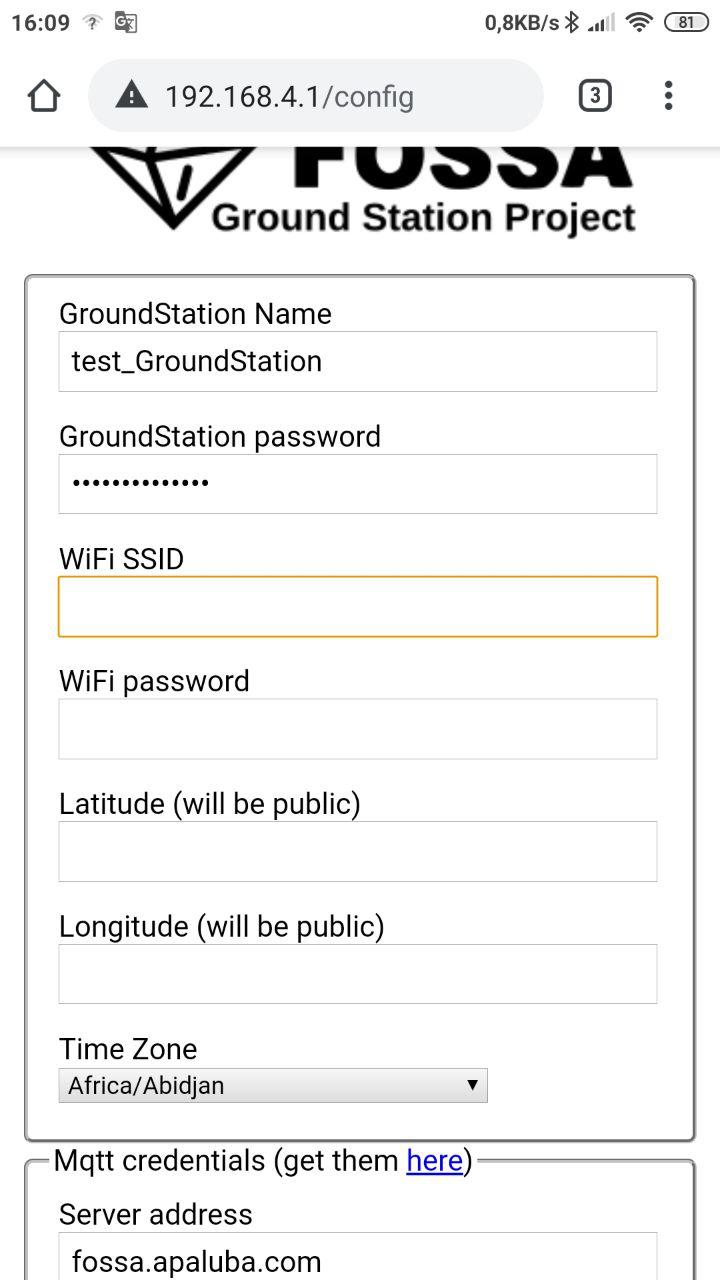 16:09
0,8KB/s
81
192.168.4.1/config
3
FOSSA
Ground Station Project
GroundStation Name
test_GroundStation
GroundStation password
••••••••••••••
WiFi SSID
WiFi password
Latitude (will be public)
Longitude (will be public)
Time Zone
Africa/Abidjan
Mqtt credentials (get them here)
Server address
fossa.apaluba.com